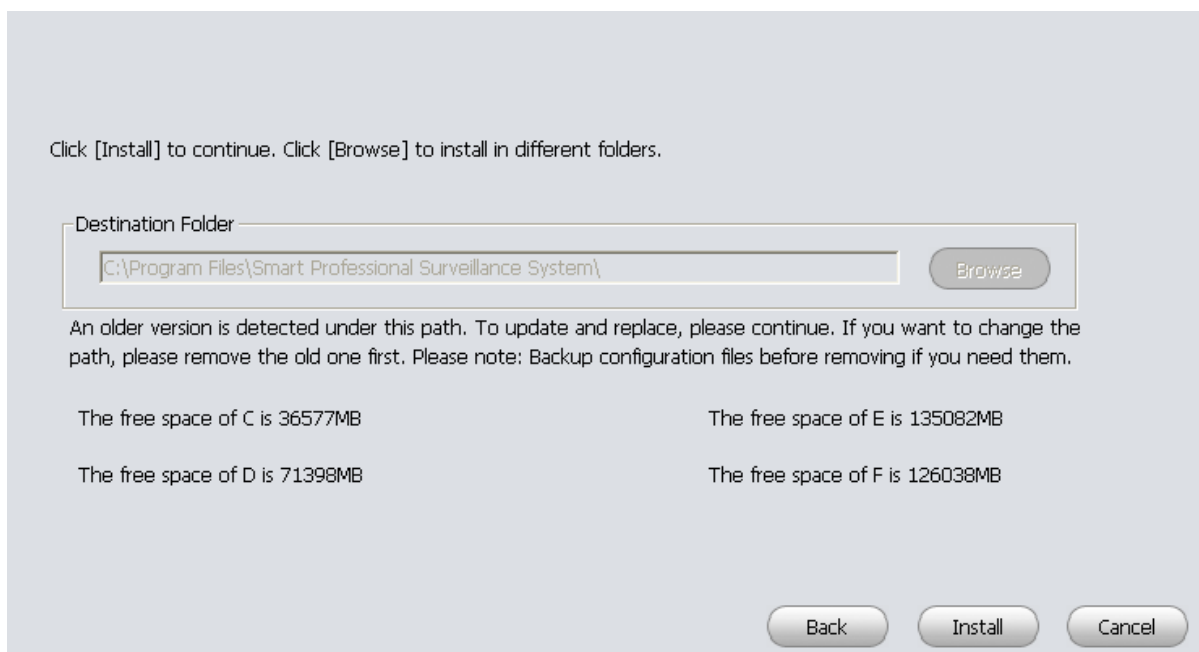 Click [Install] to continue. Click [Browse] to install in different folders.
Destination Folder
C:\Program Files\Smart Professional Surveillance System\
Browse
An older version is detected under this path. To update and replace, please continue. If you want to change the
path, please remove the old one first. Please note: Backup configuration files before removing if you need them.
The free space of C is 36577MB
The free space of E is 135082MB
The free space of D is 71398MB
The free space of F is 126038MB
Back
Install
Cancel